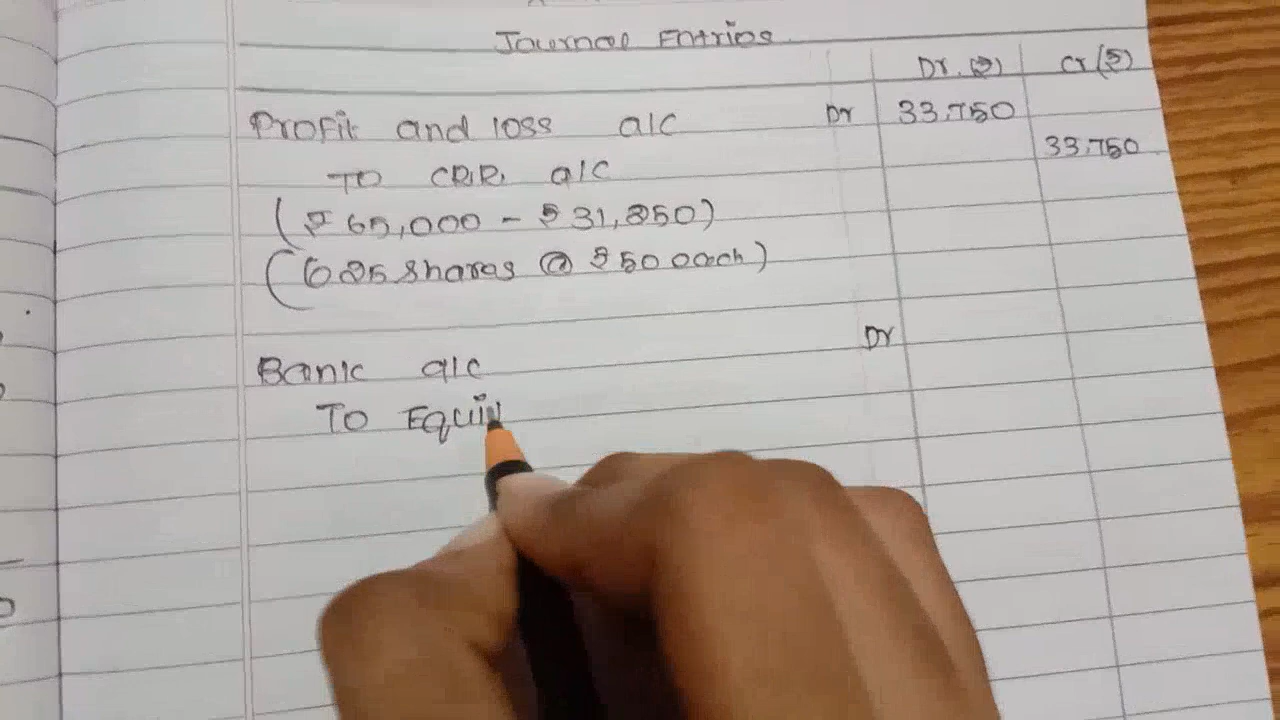 Journal Entries
Dr. (₹) Cr (₹)
Profit and loss a/c Dr 33,750
To CRR a/c 33,750
(₹ 65,000 - ₹ 31,250)
(625 shares @ ₹ 50 each)
Bank a/c Dr
To Equi